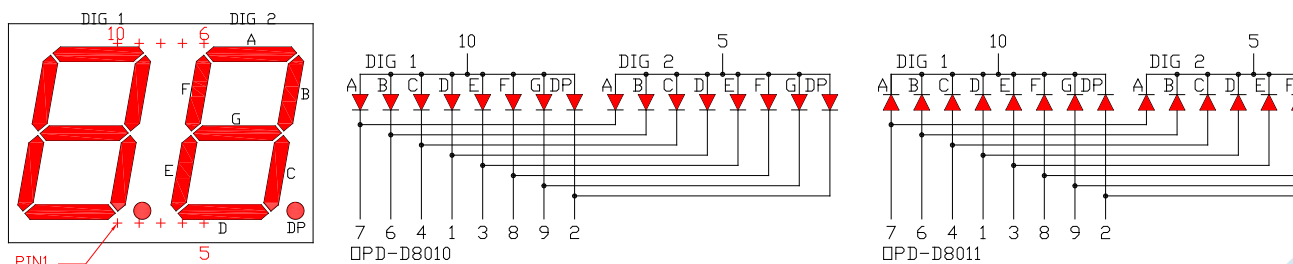 DIG 1 DIG 2
10 6
A
F B
G
E C
D DP
PIN1 5
10 5
DIG 1 DIG 2
A B C D E F G DP A B C D E F G DP
7 6 4 1 3 8 9 2
OPD-D8010
10 5
DIG 1 DIG 2
A B C D E F G DP A B C D E
7 6 4 1 3 8 9 2
OPD-D8011